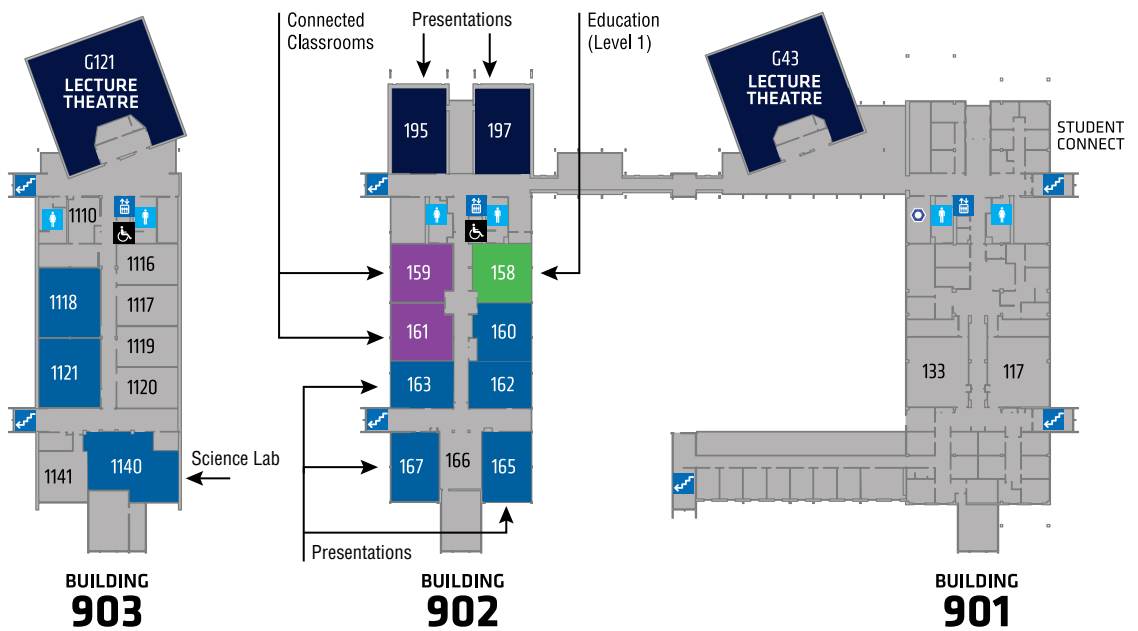 Connected
Classrooms
Presentations
Education
(Level 1)
G121
LECTURE
THEATRE
G43
LECTURE
THEATRE
195
197
STUDENT
CONNECT
1110
1116
1118
1117
1119
1121
1120
1141
1140
Science Lab
159
158
161
160
163
162
167
166
165
Presentations
133
117
BUILDING
903
BUILDING
902
BUILDING
901